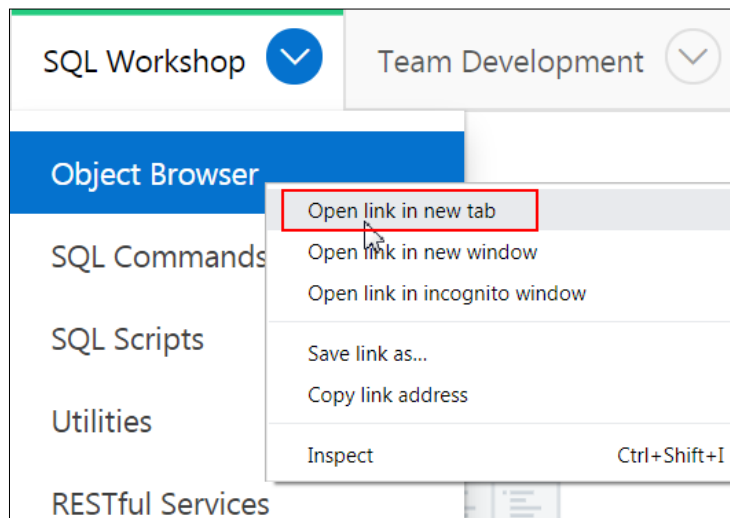 SQL Workshop
Team Development
Object Browser
Open link in new tab
SQL Commands
Open link in new window
Open link in incognito window
SQL Scripts
Save link as...
Copy link address
Utilities
Inspect Ctrl+Shift+I
RESTful Services